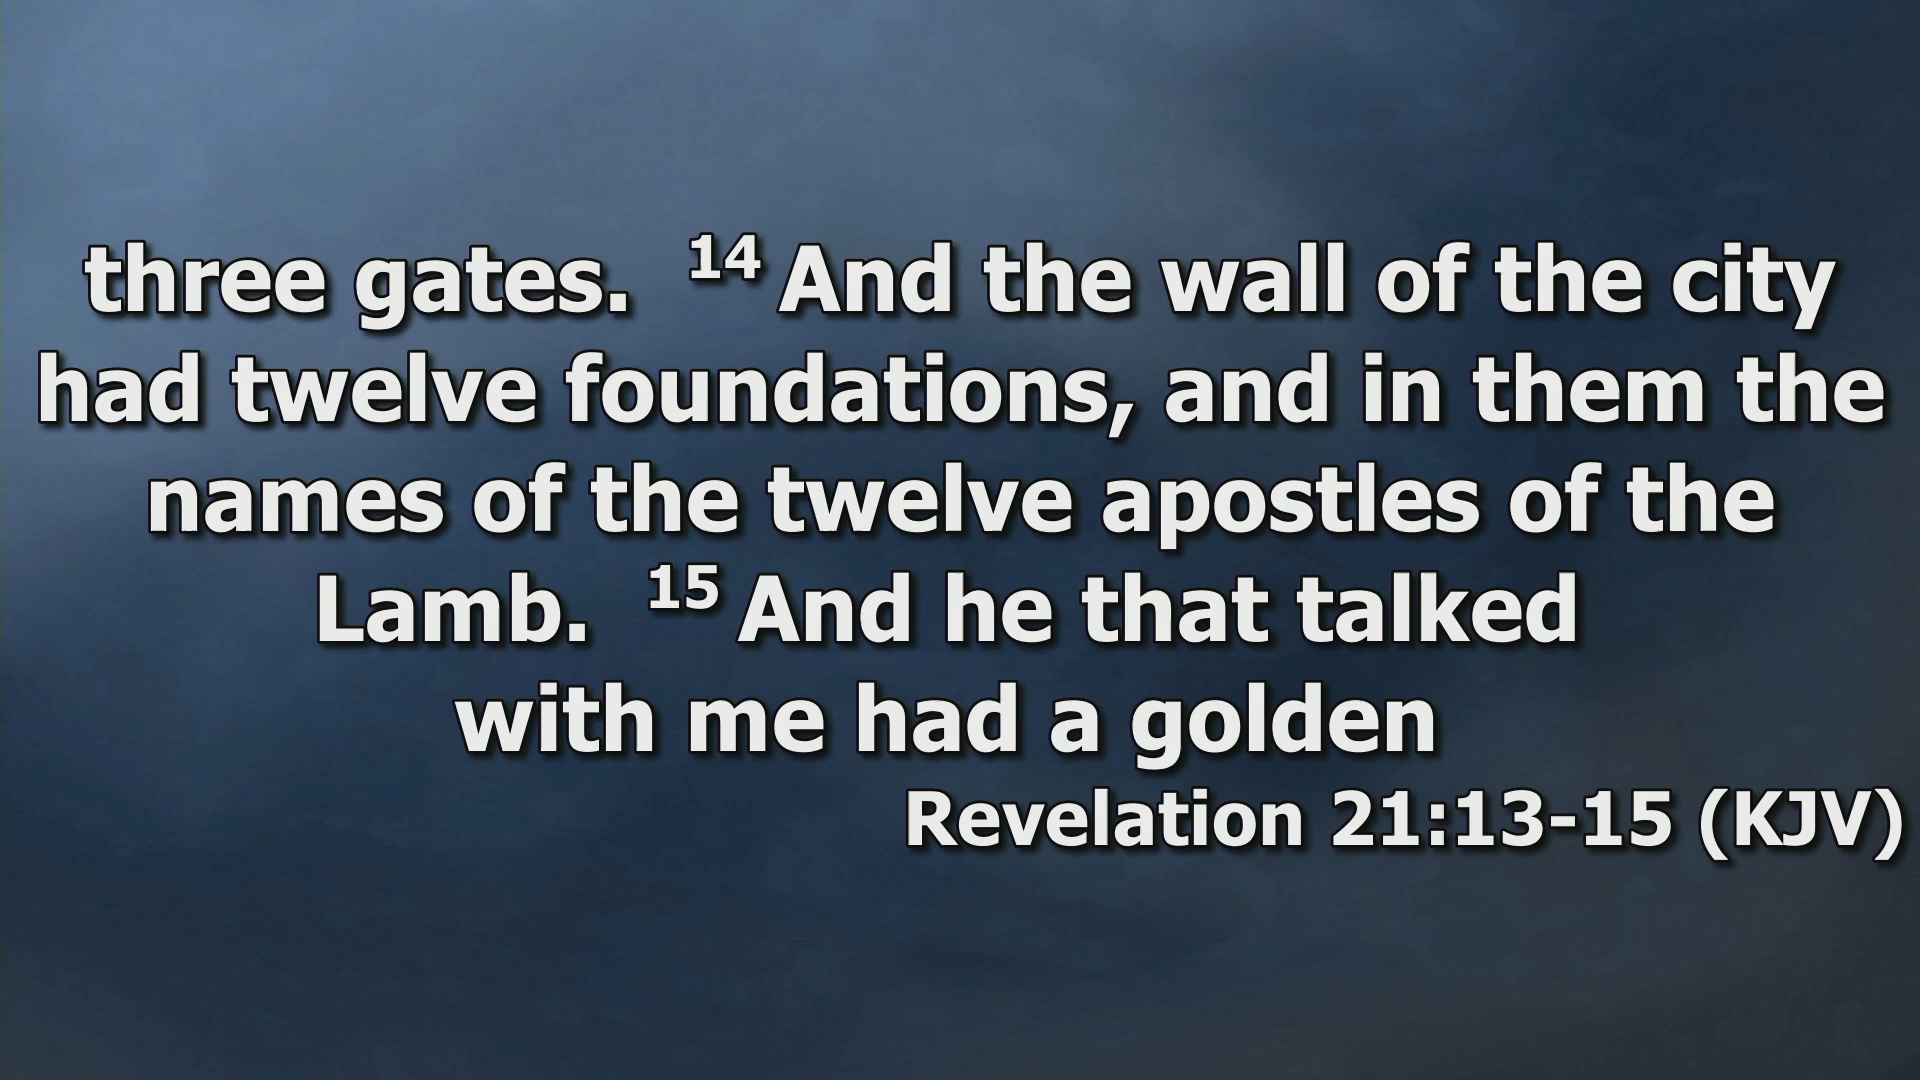 three gates. 14 And the wall of the city
had twelve foundations, and in them the
names of the twelve apostles of the
Lamb. 15 And he that talked
with me had a golden
Revelation 21:13-15 (KJV)